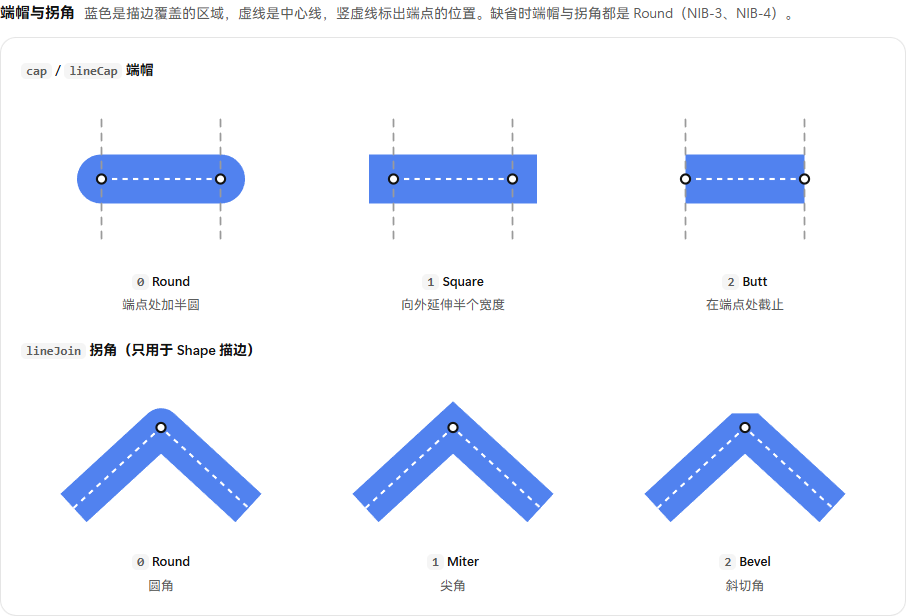 端帽与拐角 蓝色是描边覆盖的区域，虚线是中心线，竖虚线标出端点的位置。缺省时端帽与拐角都是 Round（NIB-3、NIB-4）。
cap / lineCap 端帽
0 Round
端点处加半圆
1 Square
向外延伸半个宽度
2 Butt
在端点处截止
lineJoin 拐角（只用于 Shape 描边）
0 Round
圆角
1 Miter
尖角
2 Bevel
斜切角